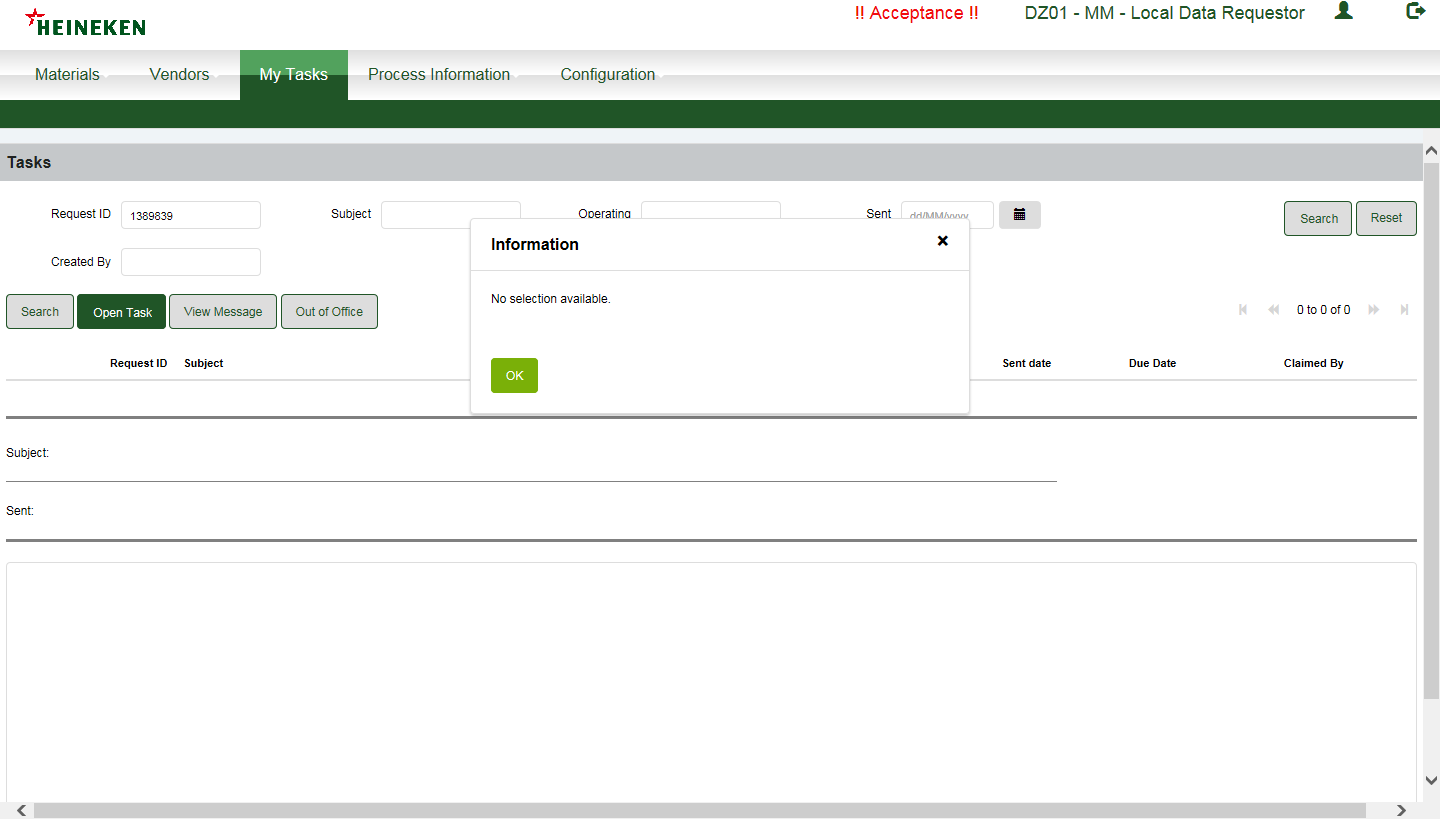 HEINEKEN
!! Acceptance !!
DZ01 - MM - Local Data Requestor
Materials
Vendors
My Tasks
Process Information
Configuration
Tasks
Request ID
1389839
Subject
Operating
Sent
dd/MM/yyyy
Search
Reset
Created By
Information
No selection available.
OK
Search
Open Task
View Message
Out of Office
0 to 0 of 0
Request ID
Subject
Sent date
Due Date
Claimed By
Subject:
Sent: